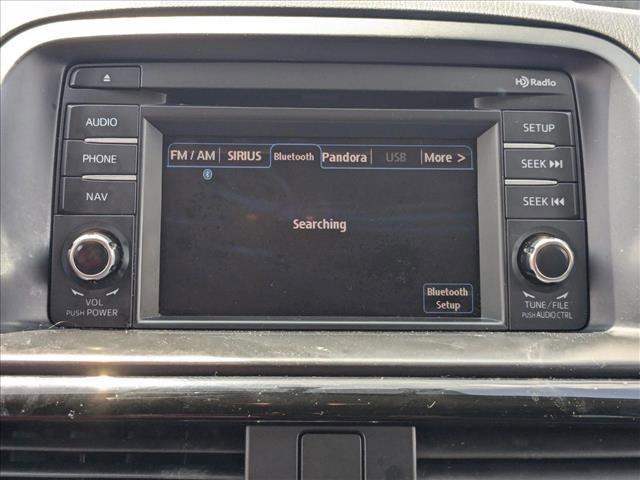 HD Radio
AUDIO
PHONE
NAV
VOL
PUSH POWER
FM / AM SIRIUS Bluetooth Pandora USB More >
Searching
Bluetooth
Setup
SETUP
SEEK
SEEK
TUNE/FILE
PUSH AUDIO CTRL